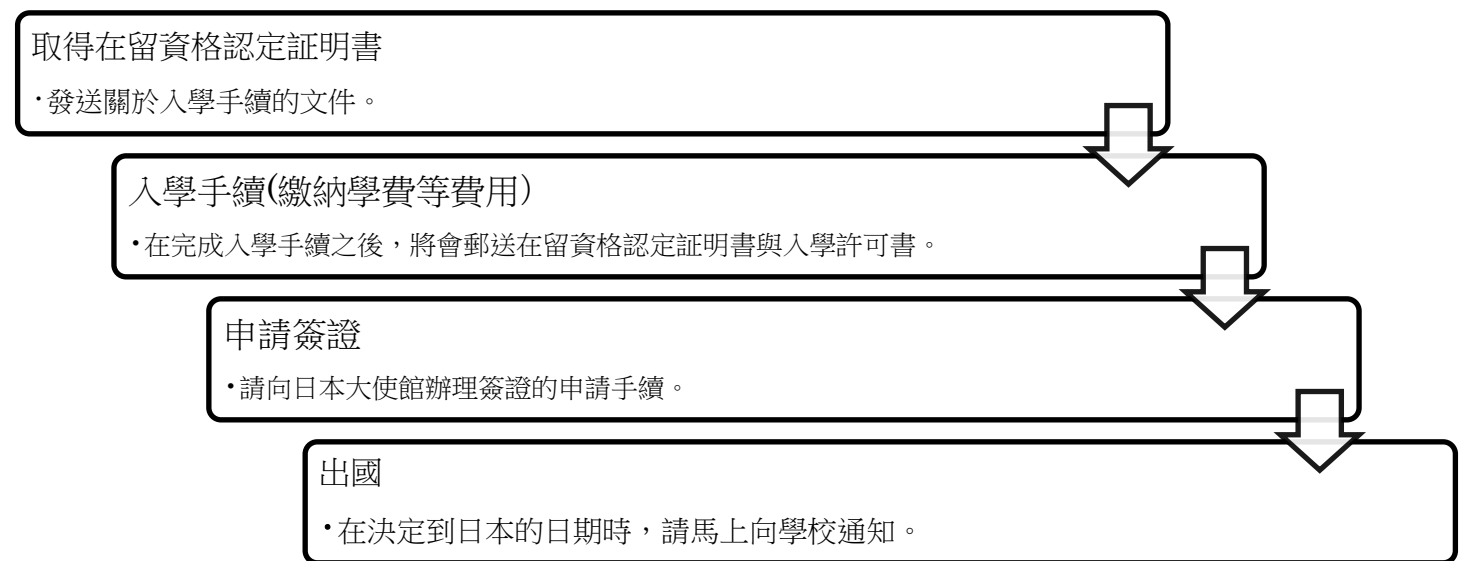 取得在留資格認定証明書
・發送關於入學手續的文件。
入學手續(繳納學費等費用)
・在完成入學手續之後，將會郵送在留資格認定証明書與入學許可書。
申請簽證
・請向日本大使館辦理簽證的申請手續。
出國
・在決定到日本的日期時，請馬上向學校通知。